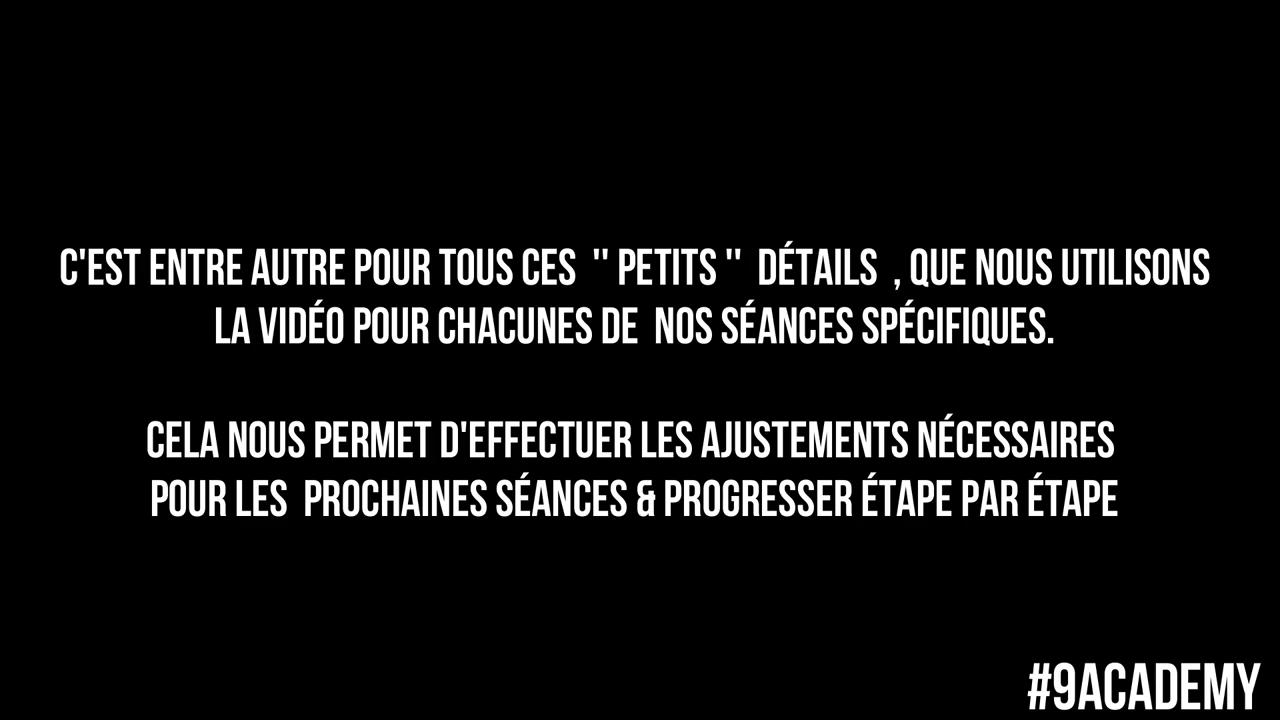 C'EST ENTRE AUTRE POUR TOUS CES " PETITS " DÉTAILS , QUE NOUS UTILISONS
LA VIDÉO POUR CHACUNES DE NOS SÉANCES SPÉCIFIQUES.
CELA NOUS PERMET D'EFFECTUER LES AJUSTEMENTS NÉCESSAIRES
POUR LES PROCHAINES SÉANCES & PROGRESSER ÉTAPE PAR ÉTAPE
#9ACADEMY